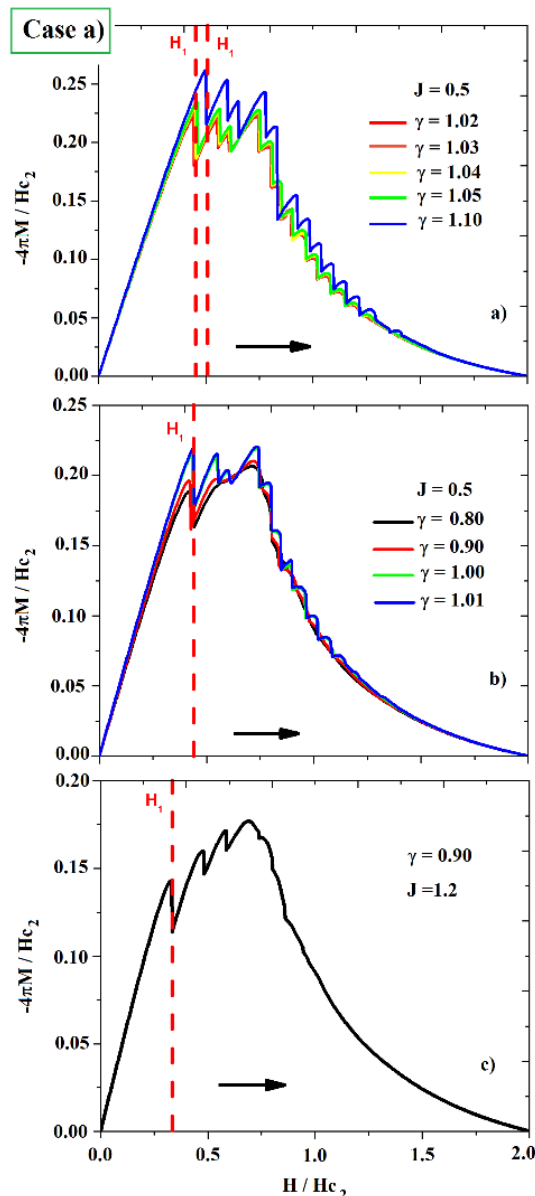 Case a)
H₁ H₁
0.25
0.20
0.15
0.10
0.05
0.00
-4πM / Hc₂
J = 0.5
γ = 1.02
γ = 1.03
γ = 1.04
γ = 1.05
γ = 1.10
a)
0.25
0.20
0.15
0.10
0.05
0.00
-4πM / Hc₂
H₁
J = 0.5
γ = 0.80
γ = 0.90
γ = 1.00
γ = 1.01
b)
0.20
0.15
0.10
0.05
0.00
-4πM / Hc₂
H₁
γ = 0.90
J =1.2
c)
0.0 0.5 1.0 1.5 2.0
H / Hc₂